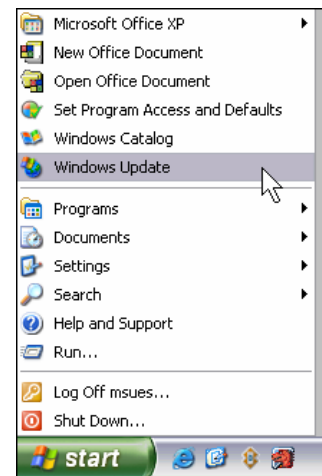 Microsoft Office XP
New Office Document
Open Office Document
Set Program Access and Defaults
Windows Catalog
Windows Update
Programs
Documents
Settings
Search
Help and Support
Run...
Log Off msues...
Shut Down...
start